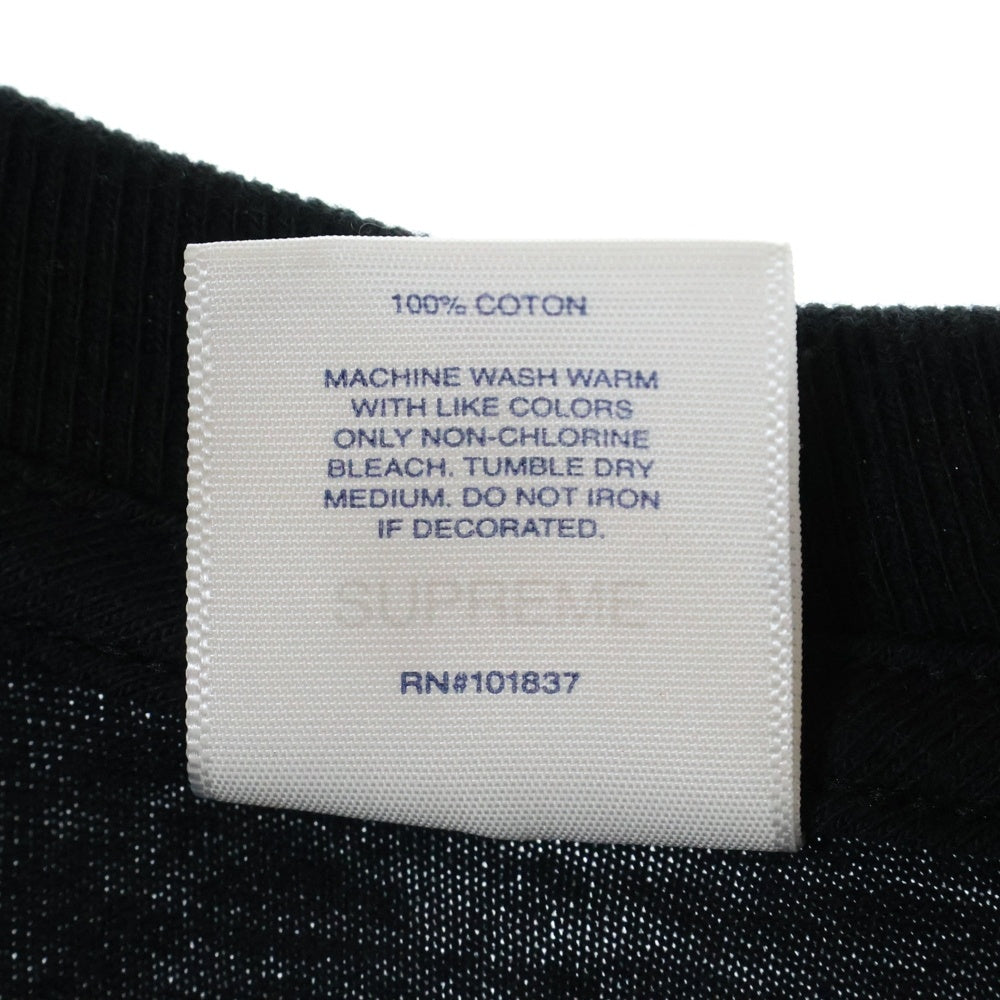 100% COTON
MACHINE WASH WARM
WITH LIKE COLORS
ONLY NON-CHLORINE
BLEACH. TUMBLE DRY
MEDIUM. DO NOT IRON
IF DECORATED.
SUPREME
RN#101837